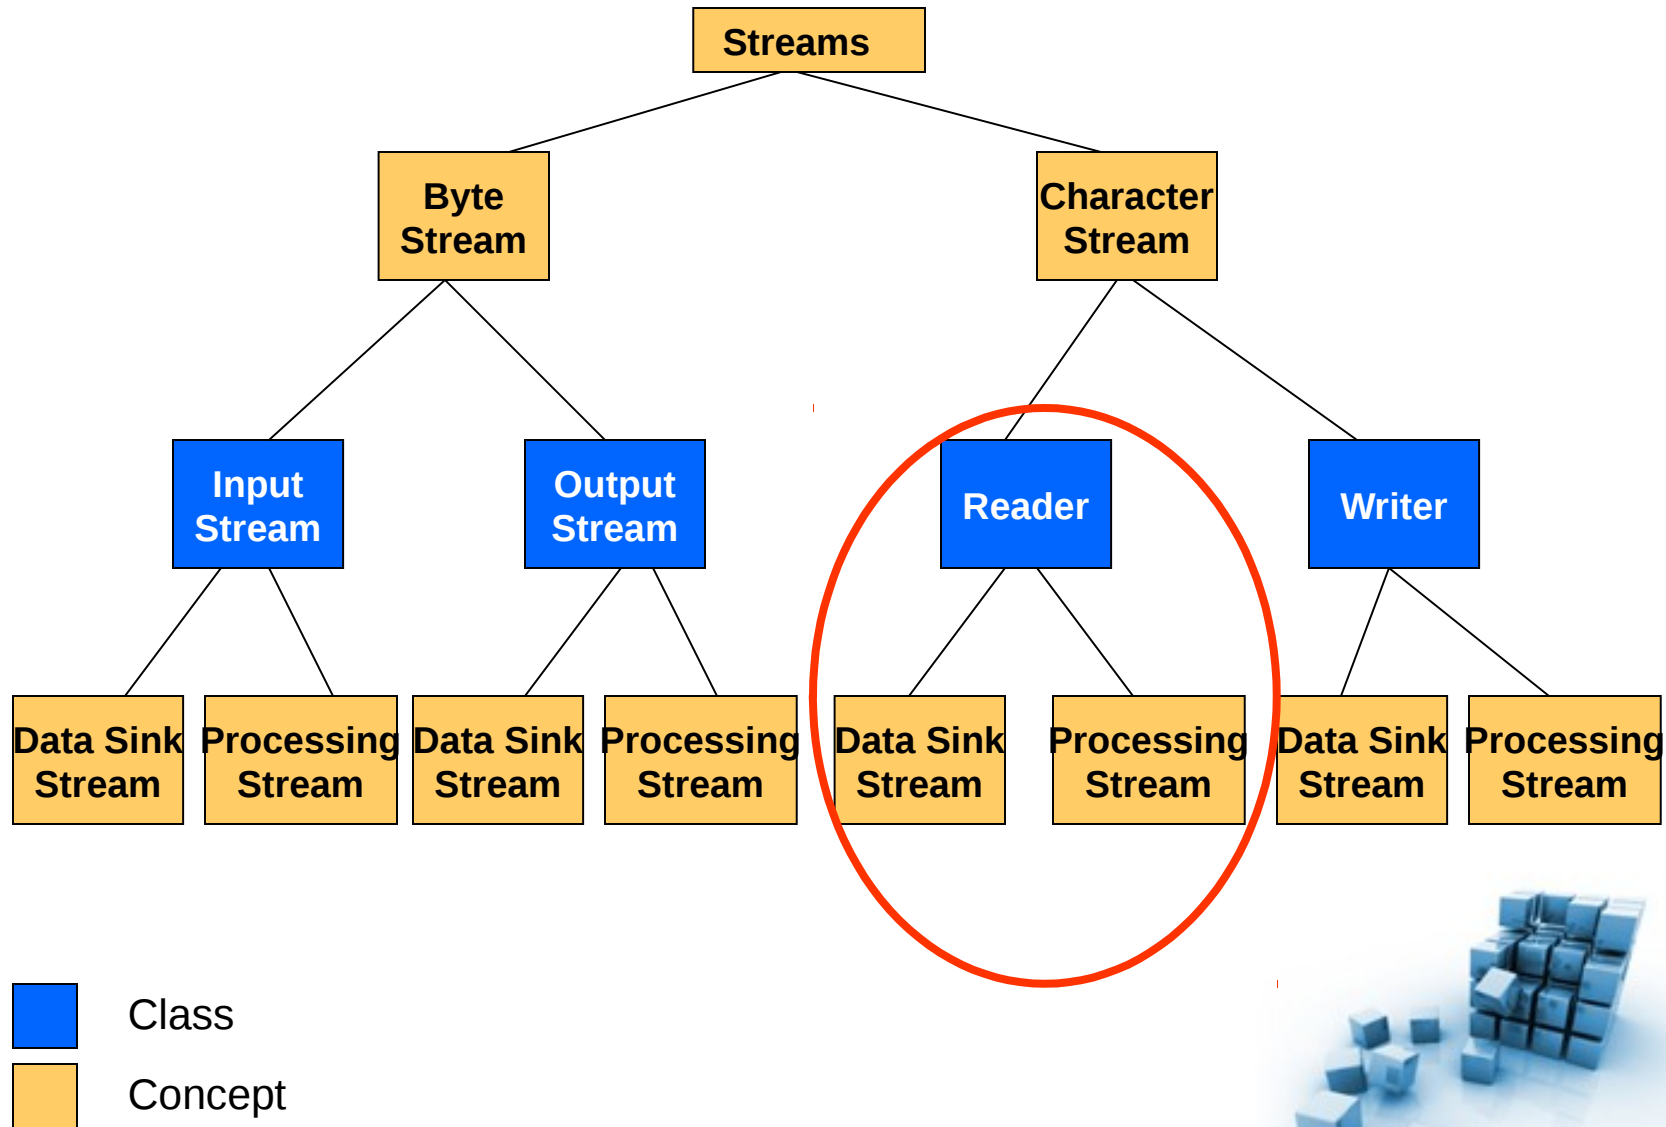 Streams
Byte
Stream
Character
Stream
Input
Stream
Output
Stream
Reader
Writer
Data Sink
Stream
Processing
Stream
Data Sink
Stream
Processing
Stream
Data Sink
Stream
Processing
Stream
Data Sink
Stream
Processing
Stream
Class
Concept